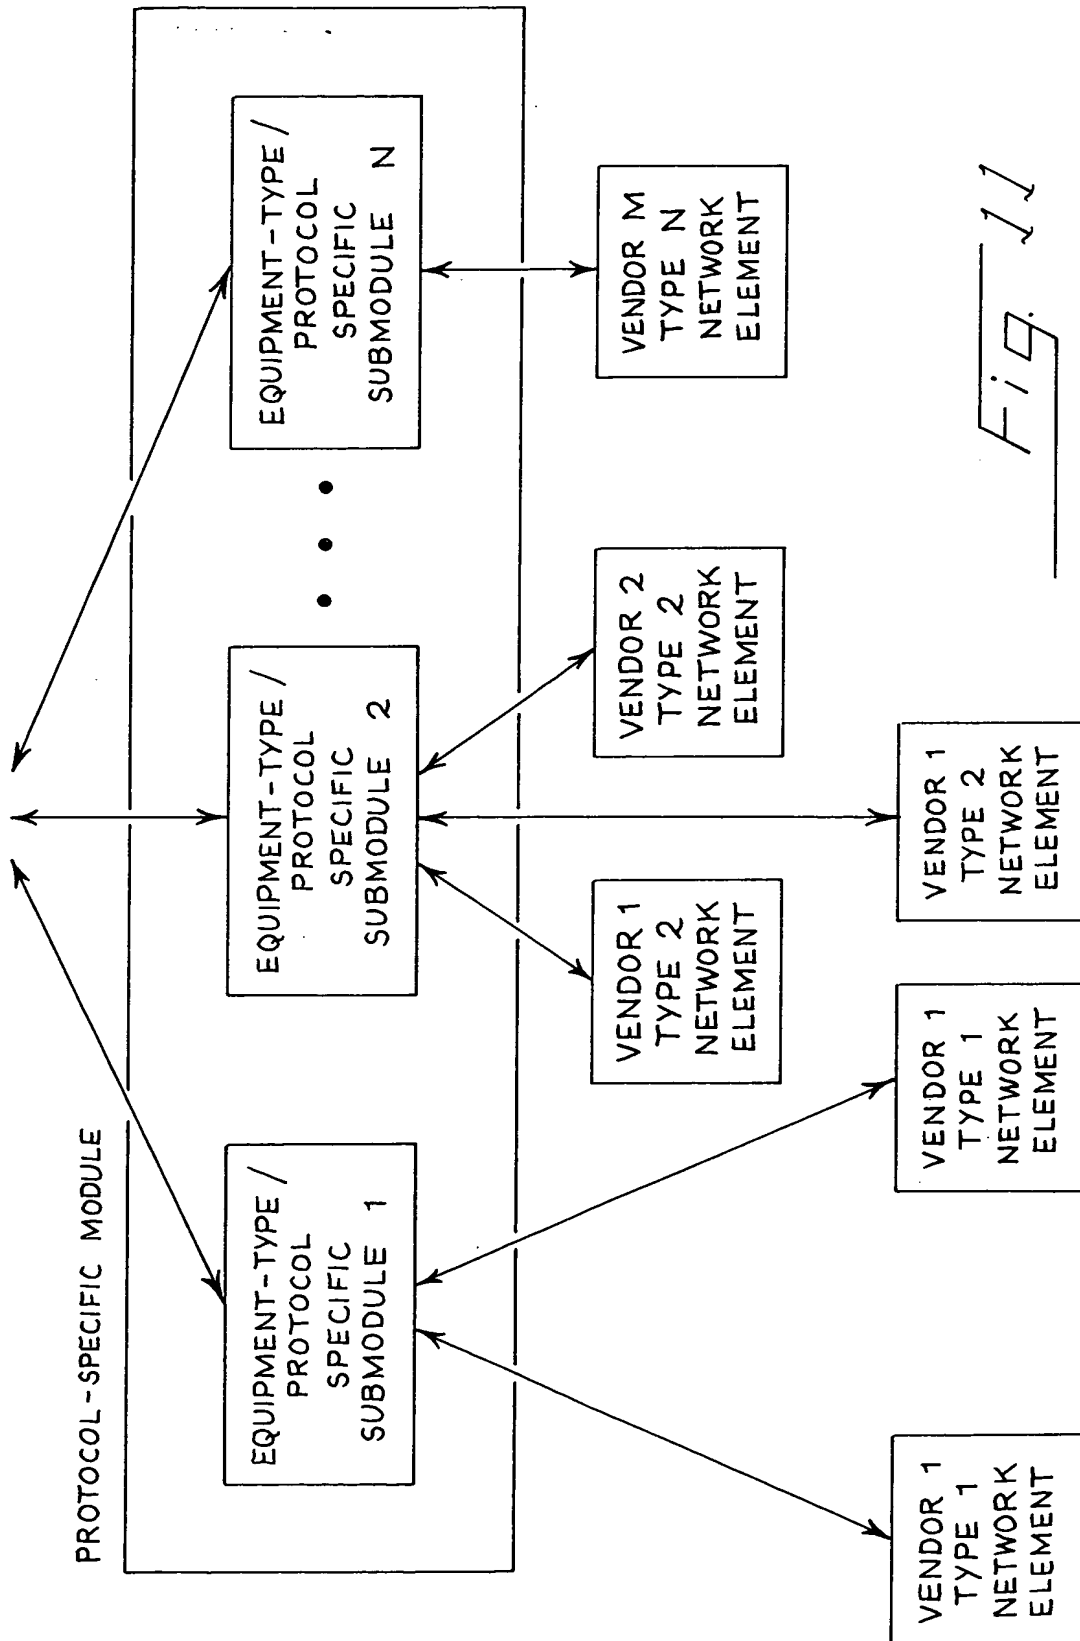 PROTOCOL-SPECIFIC MODULE
EQUIPMENT-TYPE/
PROTOCOL
SPECIFIC
SUBMODULE 1
EQUIPMENT-TYPE/
PROTOCOL
SPECIFIC
SUBMODULE 2
EQUIPMENT-TYPE/
PROTOCOL
SPECIFIC
SUBMODULE N
VENDOR 1
TYPE 2
NETWORK
ELEMENT
VENDOR 2
TYPE 2
NETWORK
ELEMENT
VENDOR M
TYPE N
NETWORK
ELEMENT
VENDOR 1
TYPE 1
NETWORK
ELEMENT
VENDOR 1
TYPE 1
NETWORK
ELEMENT
VENDOR 1
TYPE 2
NETWORK
ELEMENT
Fig. 11